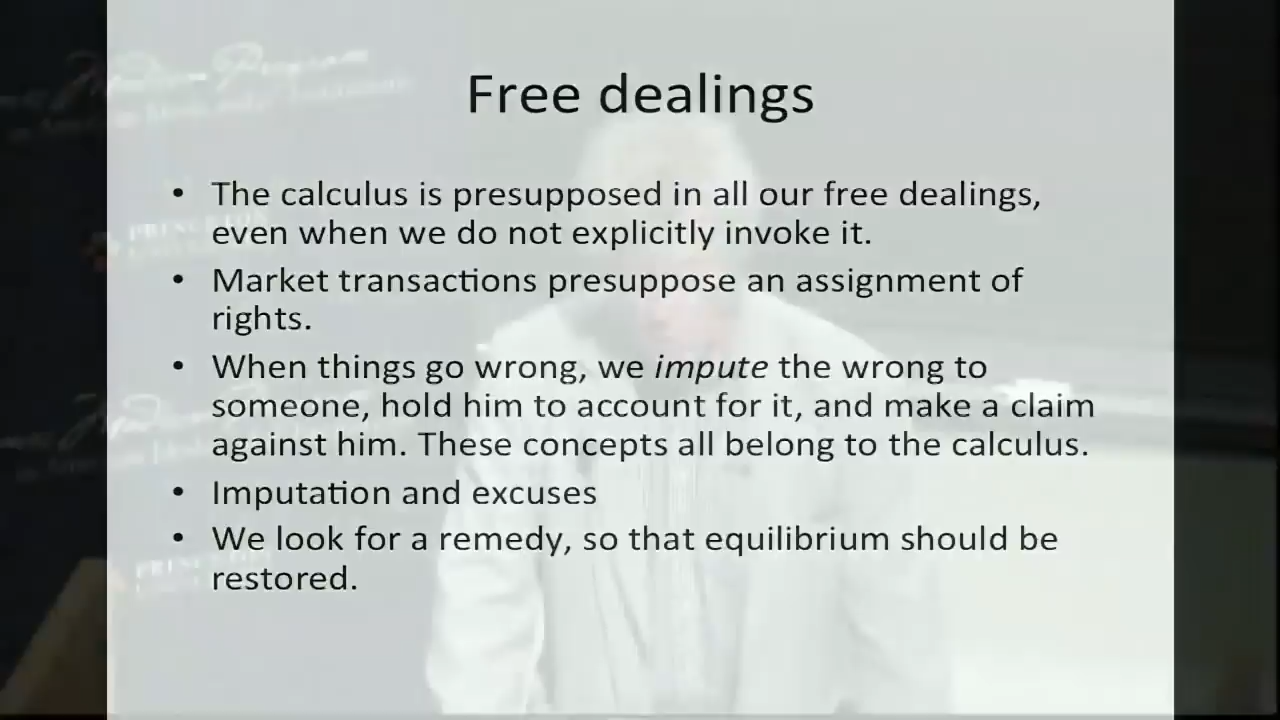 Free dealings
• The calculus is presupposed in all our free dealings,
even when we do not explicitly invoke it.
• Market transactions presuppose an assignment of
rights.
• When things go wrong, we impute the wrong to
someone, hold him to account for it, and make a claim
against him. These concepts all belong to the calculus.
• Imputation and excuses
• We look for a remedy, so that equilibrium should be
restored.